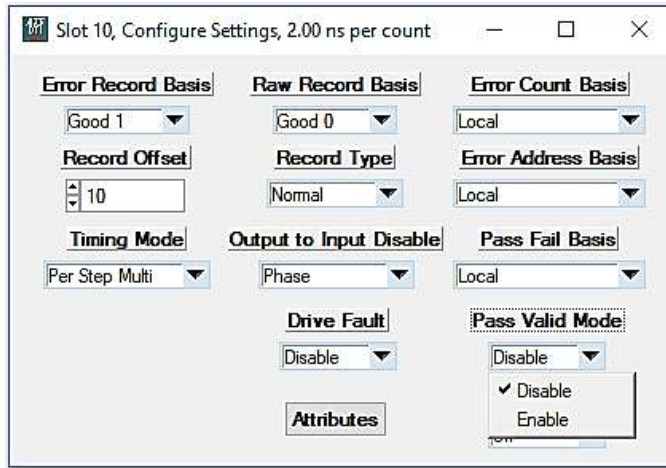 Slot 10, Configure Settings, 2.00 ns per count
Error Record Basis Raw Record Basis Error Count Basis
Good 1 Good 0 Local
Record Offset Record Type Error Address Basis
10 Normal Local
Timing Mode Output to Input Disable Pass Fail Basis
Per Step Multi Phase Local
Drive Fault Pass Valid Mode
Disable Disable
Disable
Attributes Enable